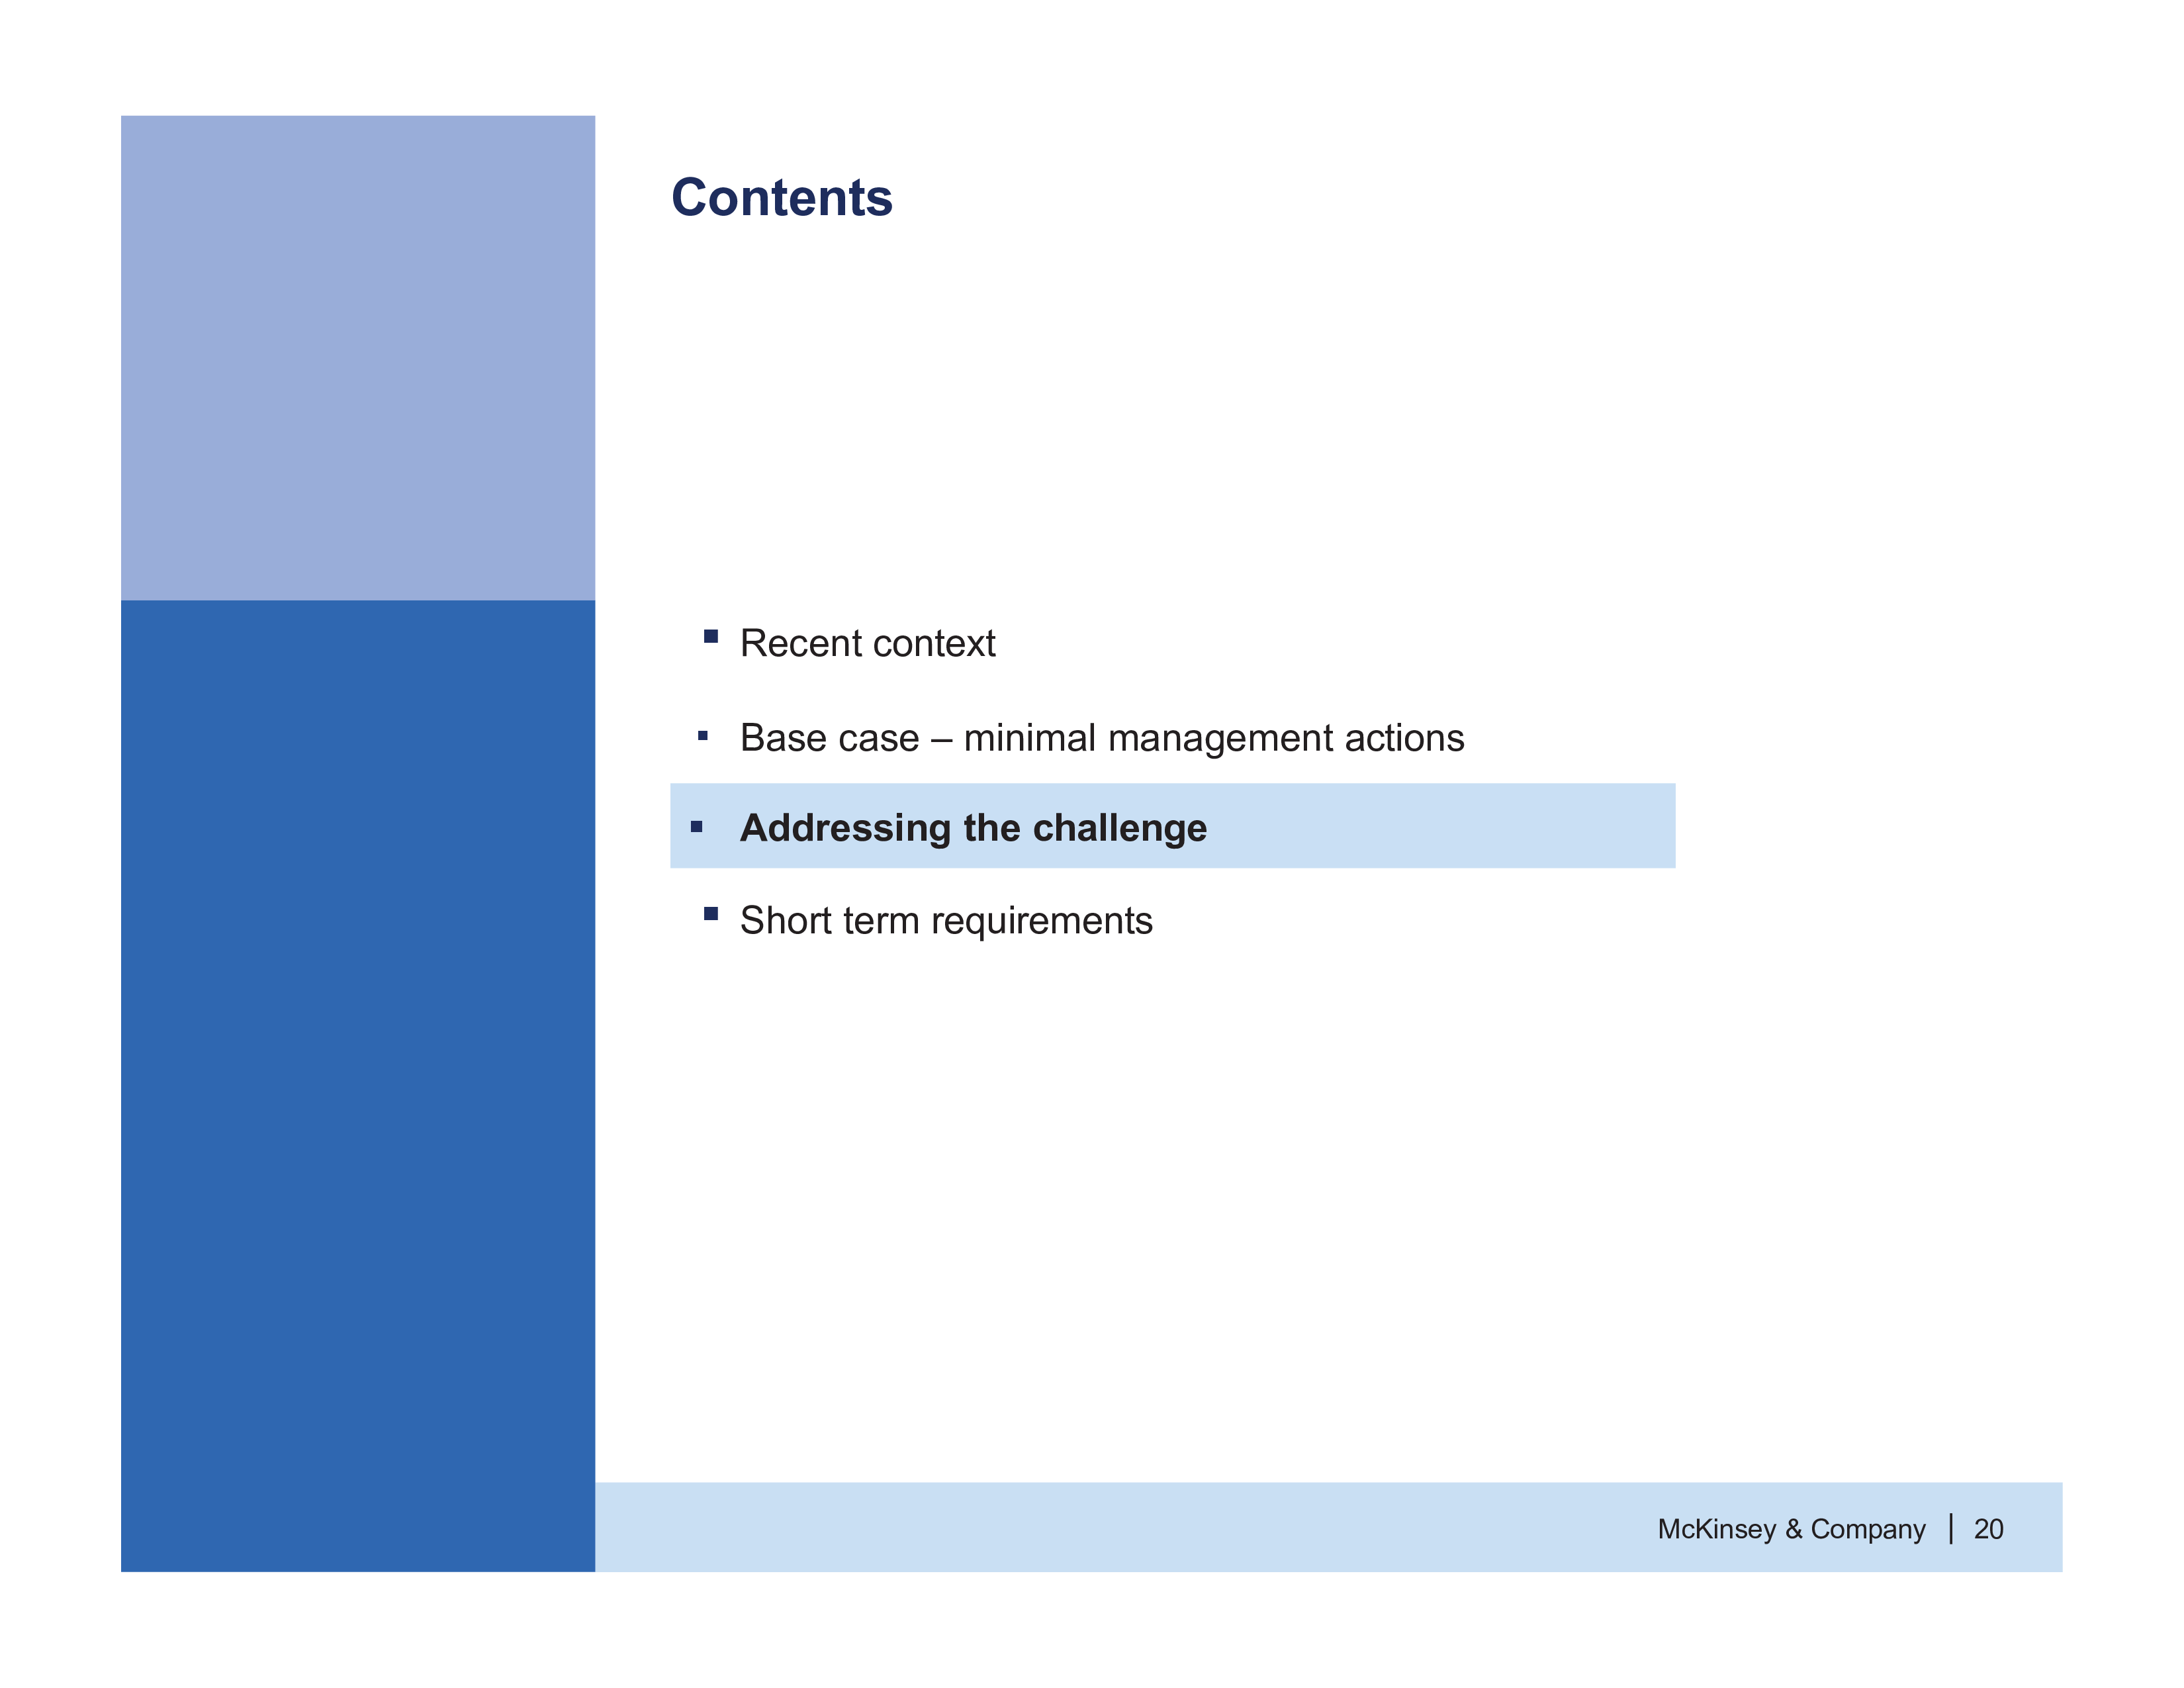 Contents
▪ Recent context
▪ Base case – minimal management actions
▪ Addressing the challenge
▪ Short term requirements
McKinsey & Company | 20